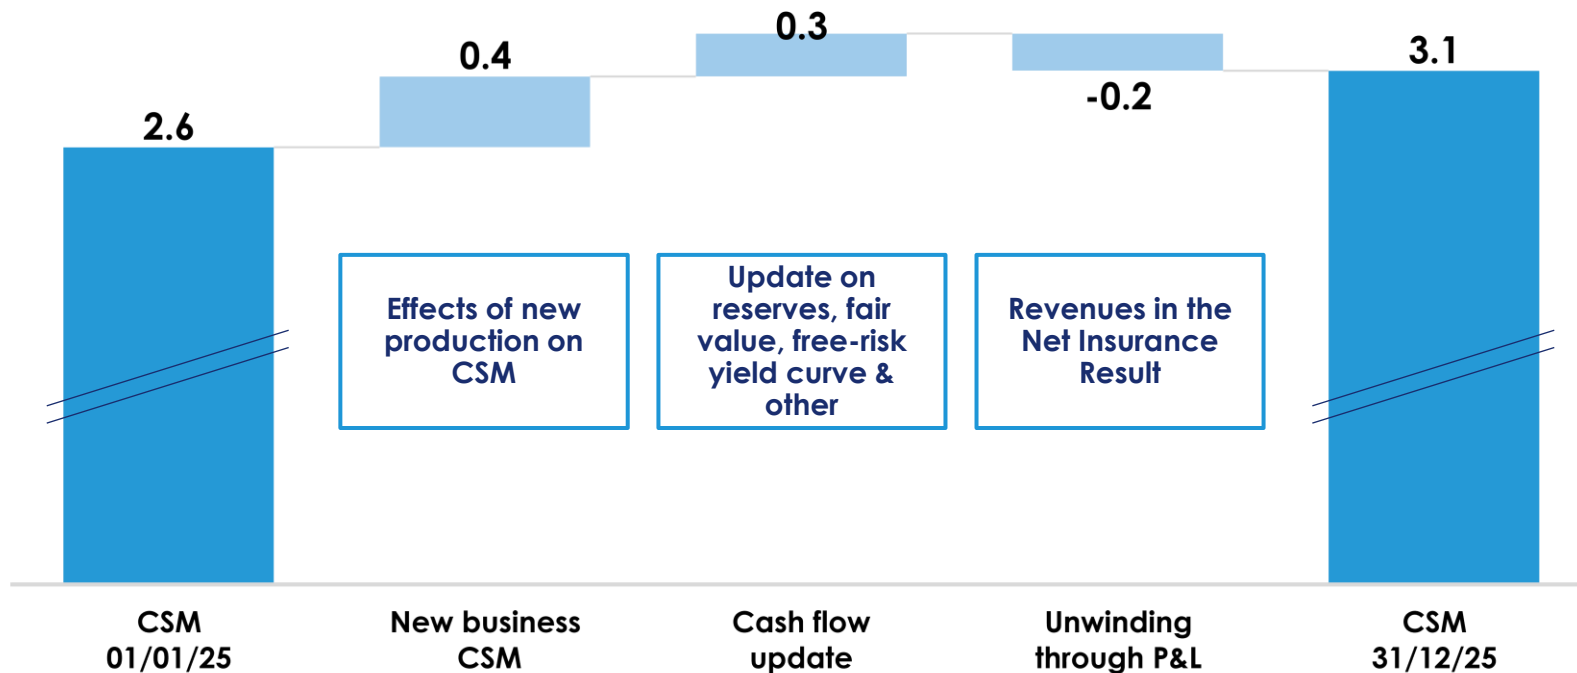 2.6
0.4
0.3
-0.2
3.1
Effects of new
production on
CSM
Update on
reserves, fair
value, free-risk
yield curve &
other
Revenues in the
Net Insurance
Result
CSM
01/01/25
New business
CSM
Cash flow
update
Unwinding
through P&L
CSM
31/12/25